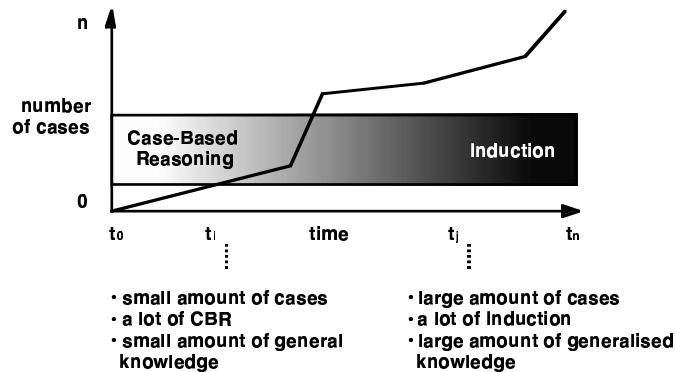 n
number
of cases
Case-Based
Reasoning
Induction
0
t0
ti
time
tj
tn
• small amount of cases
• a lot of CBR
• small amount of general
knowledge
• large amount of cases
• a lot of Induction
• large amount of generalised
knowledge